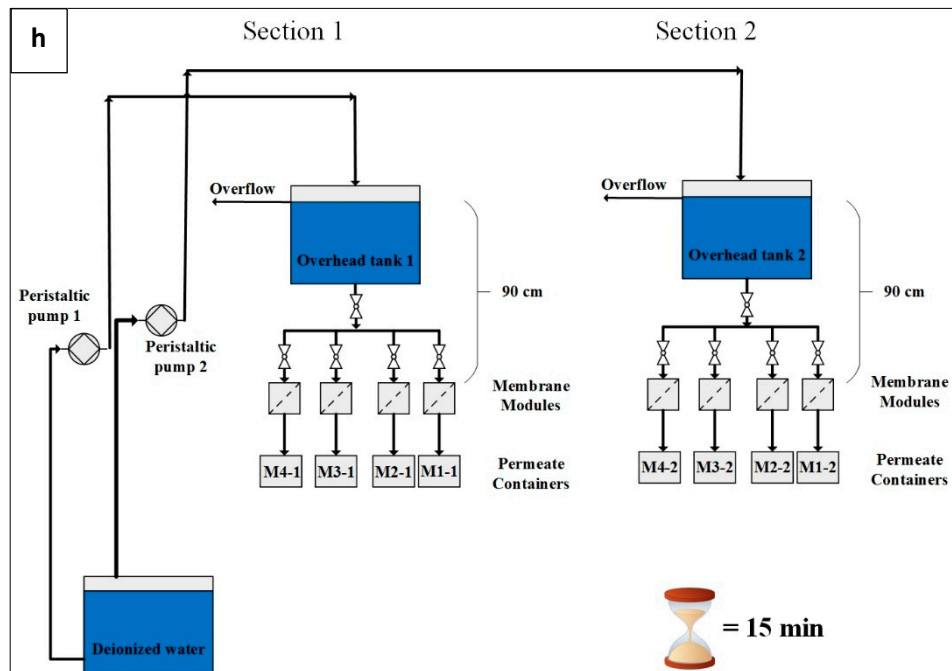 h
Section 1
Section 2
Overflow
Overflow
Overhead tank 1
Overhead tank 2
90 cm
90 cm
Peristaltic
pump 1
Peristaltic
pump 2
Membrane
Modules
Membrane
Modules
M4-1 M3-1 M2-1 M1-1
Permeate
Containers
M4-2 M3-2 M2-2 M1-2
Permeate
Containers
Deionized water
= 15 min